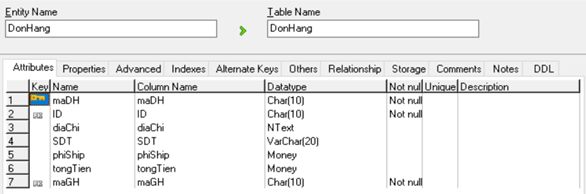 Entity Name Table Name
DonHang DonHang
Attributes Properties Advanced Indexes Alternate Keys Others Relationship Storage Comments Notes DDL
Key Name Column Name Datatype Not nul Unique Description
1 maDH maDH Char(10) Not null
2 ID ID Char(10) Not null
3 diaChi diaChi NText
4 SDT SDT VarChar(20)
5 phiShip phiShip Money
6 tongTien tongTien Money
7 maGH maGH Char(10) Not null